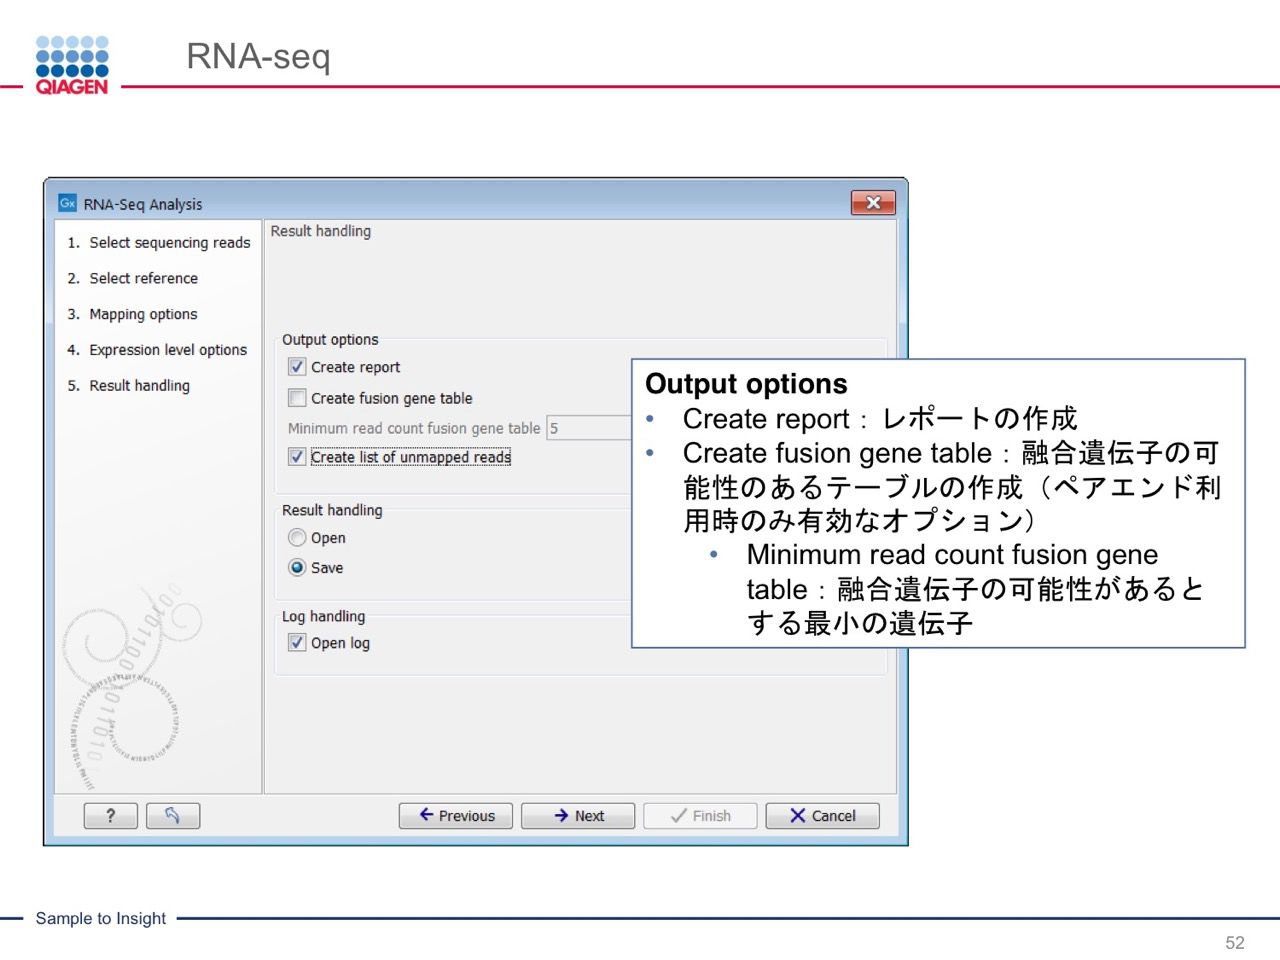 QIAGEN
RNA-seq
Gx RNA-Seq Analysis
1. Select sequencing reads
2. Select reference
3. Mapping options
4. Expression level options
5. Result handling
Result handling
Output options
Create report
Create fusion gene table
Minimum read count fusion gene table 5
Create list of unmapped reads
Result handling
Open
Save
Log handling
Open log
Output options
• Create report：レポートの作成
• Create fusion gene table：融合遺伝子の可
能性のあるテーブルの作成（ペアエンド利
用時のみ有効なオプション）
• Minimum read count fusion gene
table：融合遺伝子の可能性があると
する最小の遺伝子
? Previous Next Finish Cancel
Sample to Insight
52